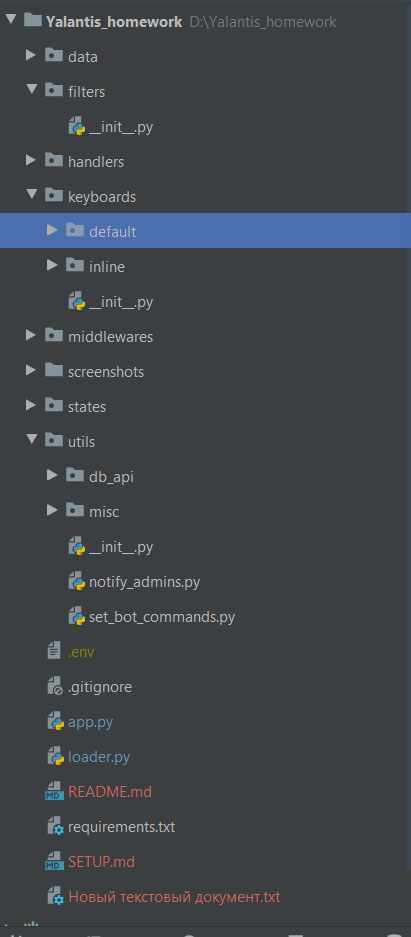 Yalantis_homework D:\Yalantis_homework
data
filters
__init__.py
handlers
keyboards
default
inline
__init__.py
middlewares
screenshots
states
utils
db_api
misc
__init__.py
notify_admins.py
set_bot_commands.py
.env
.gitignore
app.py
loader.py
MD README.md
requirements.txt
MD SETUP.md
Новый текстовый документ.txt